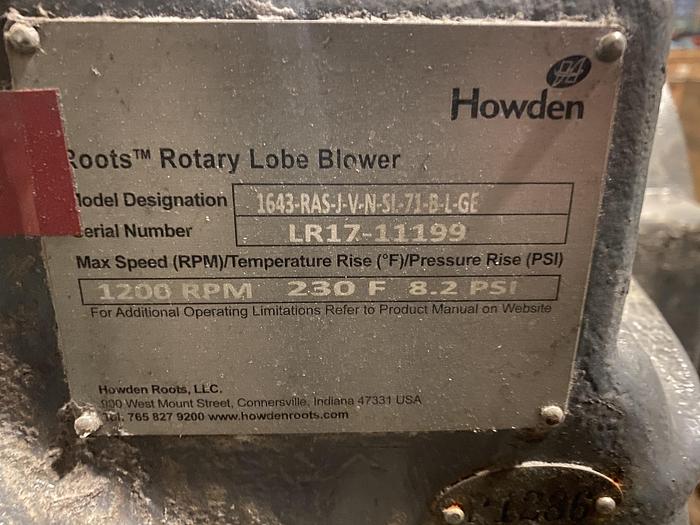 Howden
Roots™ Rotary Lobe Blower
Model Designation 1643-RAS-J-V-N-SL-71-B-L-GE
Serial Number LR17-11199
Max Speed (RPM)/Temperature Rise (°F)/Pressure Rise (PSI)
1200 RPM 230 F 8.2 PSI
For Additional Operating Limitations Refer to Product Manual on Website
Howden Roots, LLC.
900 West Mount Street, Connersville, Indiana 47331 USA
Tel. 765 827 9200 www.howdenroots.com